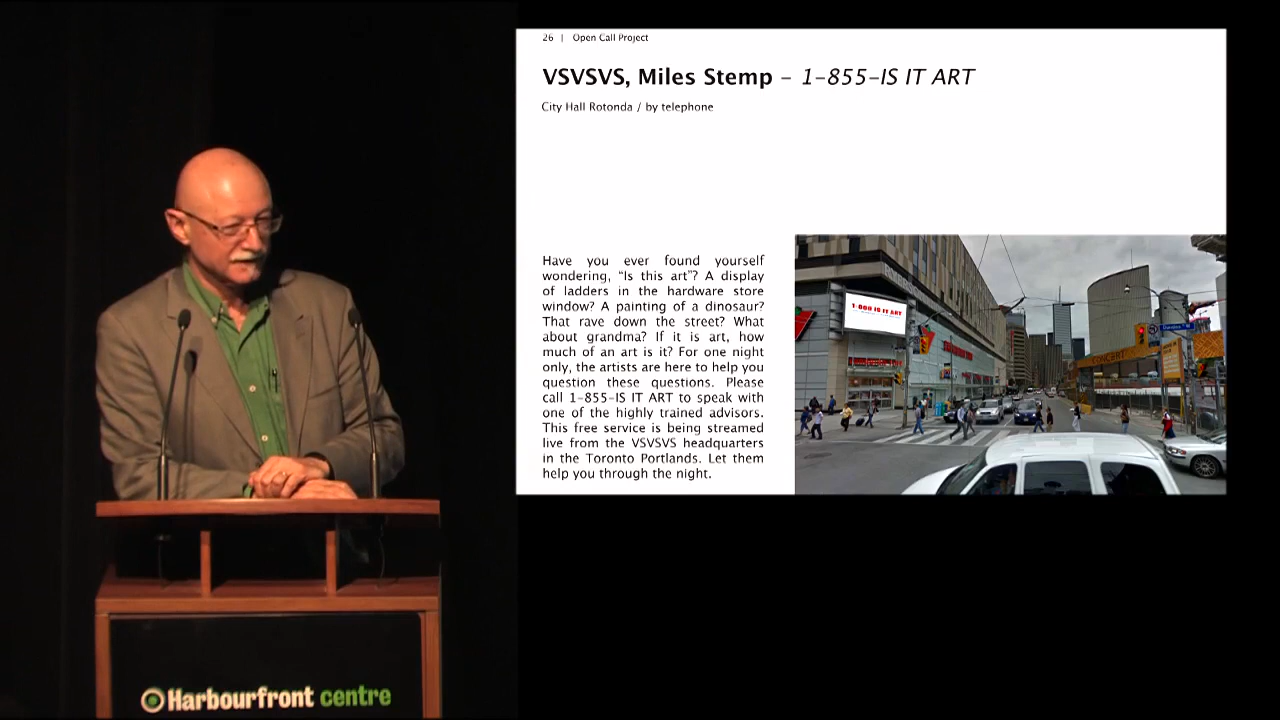 26 | Open Call Project
VSVSVS, Miles Stemp – 1-855-IS IT ART
City Hall Rotonda / by telephone
Have you ever found yourself
wondering, “Is this art”? A display
of ladders in the hardware store
window? A painting of a dinosaur?
That rave down the street? What
about grandma? If it is art, how
much of an art is it? For one night
only, the artists are here to help you
question these questions. Please
call 1-855-IS IT ART to speak with
one of the highly trained advisors.
This free service is being streamed
live from the VSVSVS headquarters
in the Toronto Portlands. Let them
help you through the night.
1-800 IS IT ART
Harbourfront centre